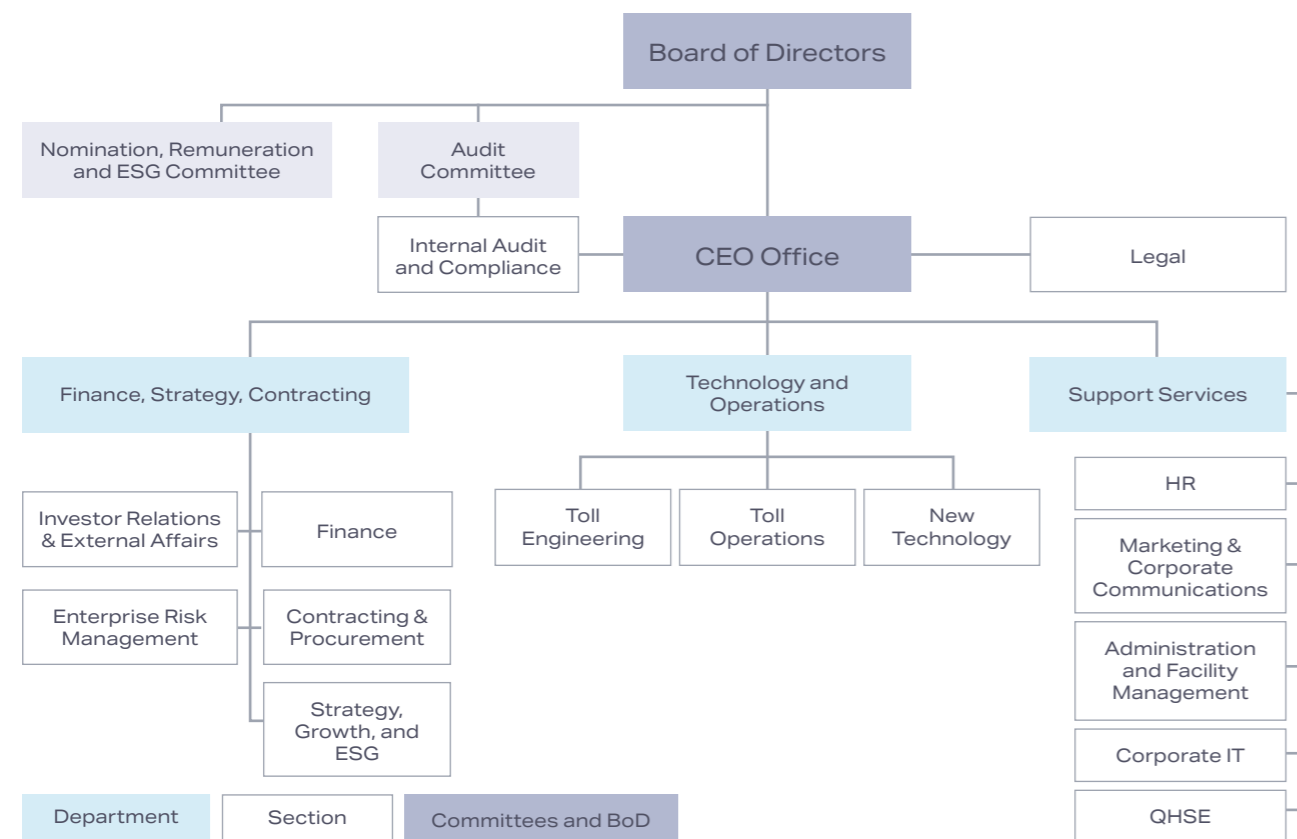 Board of Directors
Nomination, Remuneration
and ESG Committee
Audit
Committee
Internal Audit
and Compliance
CEO Office
Legal
Finance, Strategy, Contracting
Technology and
Operations
Support Services
Investor Relations
& External Affairs
Finance
Enterprise Risk
Management
Contracting &
Procurement
Strategy,
Growth, and
ESG
Toll
Engineering
Toll
Operations
New
Technology
HR
Marketing &
Corporate
Communications
Administration
and Facility
Management
Corporate IT
QHSE
Department
Section
Committees and BoD